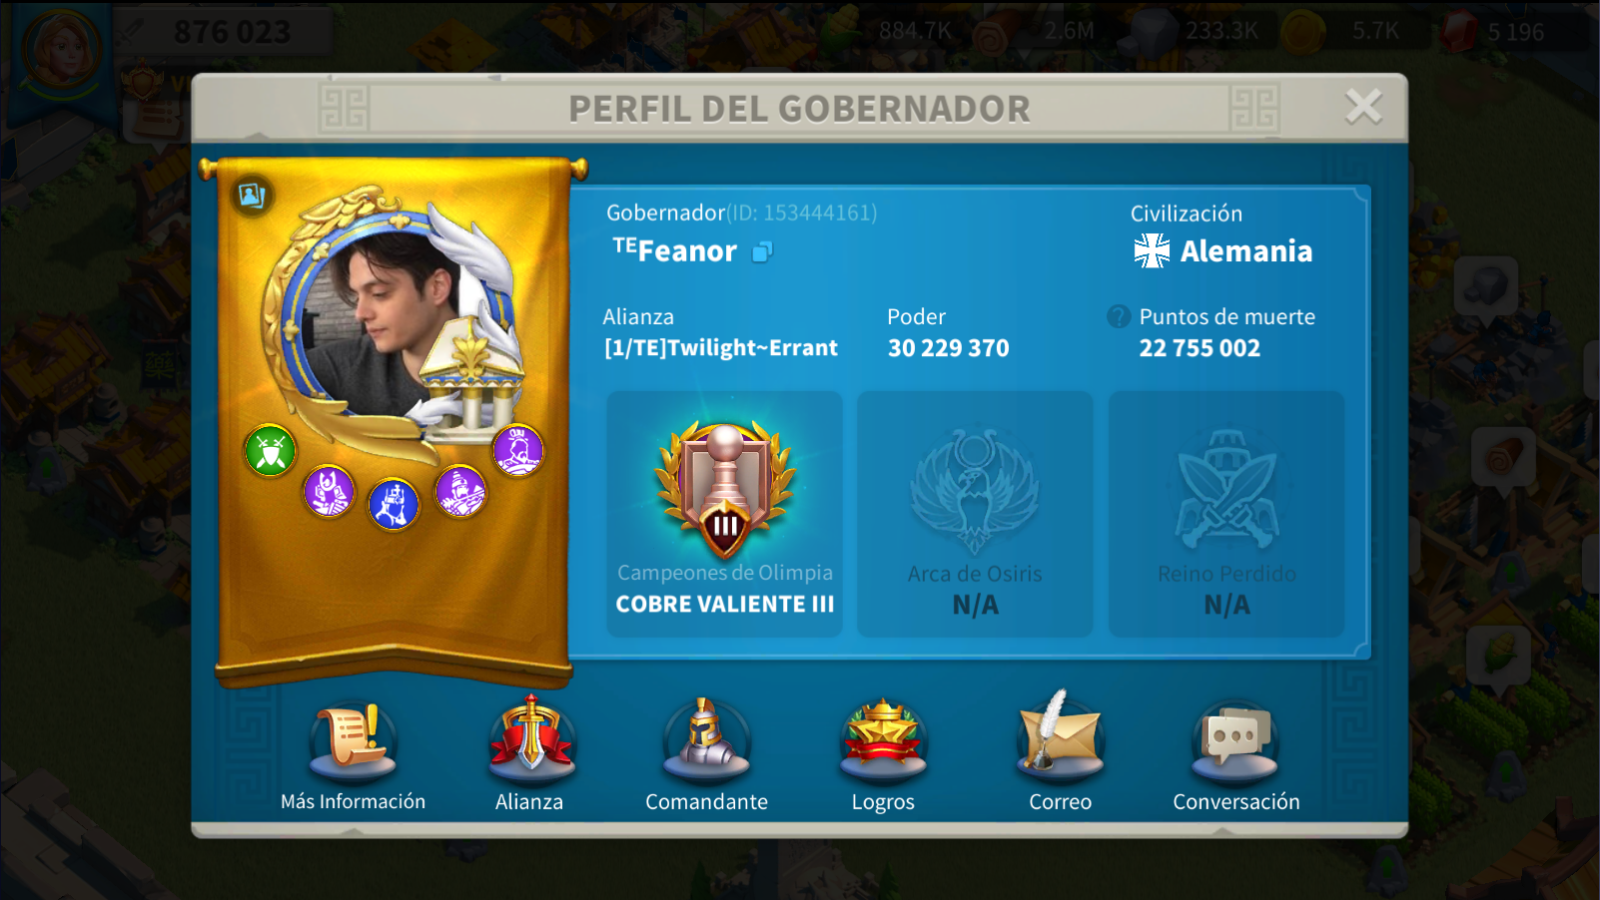 876 023
884.7K
2.6M
233.3K
5.7K
5 196
PERFIL DEL GOBERNADOR
Gobernador(ID: 153444161)
ᵀᴱFeanor
Civilización
Alemania
Alianza
[1/TE]Twilight~Errant
Poder
30 229 370
? Puntos de muerte
22 755 002
III
Campeones de Olimpia
COBRE VALIENTE III
Arca de Osiris
N/A
Reino Perdido
N/A
Más Información
Alianza
Comandante
Logros
Correo
Conversación